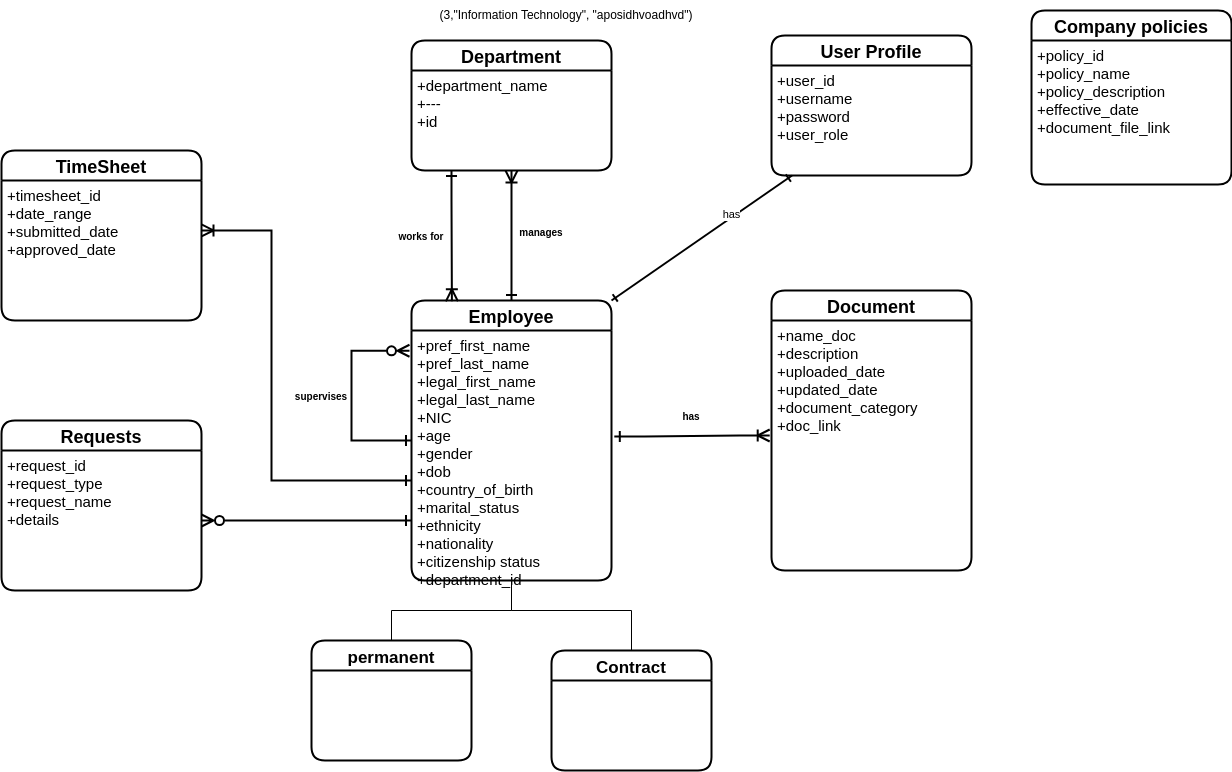 (3,"Information Technology", "aposidhvoadhvd")
Department
+department_name
+---
+id
User Profile
+user_id
+username
+password
+user_role
Company policies
+policy_id
+policy_name
+policy_description
+effective_date
+document_file_link
TimeSheet
+timesheet_id
+date_range
+submitted_date
+approved_date
works for
manages
has
Employee
+pref_first_name
+pref_last_name
+legal_first_name
+legal_last_name
+NIC
+age
+gender
+dob
+country_of_birth
+marital_status
+ethnicity
+nationality
+citizenship status
+department_id
supervises
has
Document
+name_doc
+description
+uploaded_date
+updated_date
+document_category
+doc_link
Requests
+request_id
+request_type
+request_name
+details
permanent
Contract